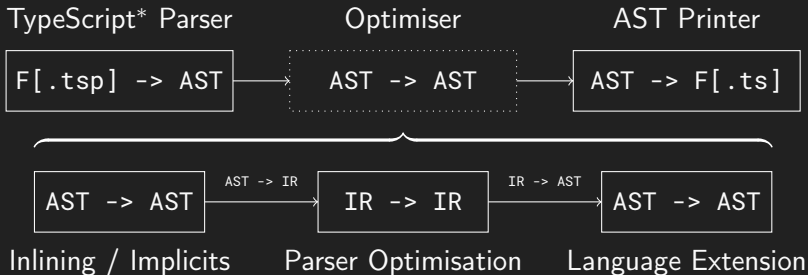 TypeScript* Parser
Optimiser
AST Printer
F[.tsp] -> AST
AST -> AST
AST -> F[.ts]
AST -> AST
AST -> IR
IR -> IR
IR -> AST
AST -> AST
Inlining / Implicits
Parser Optimisation
Language Extension